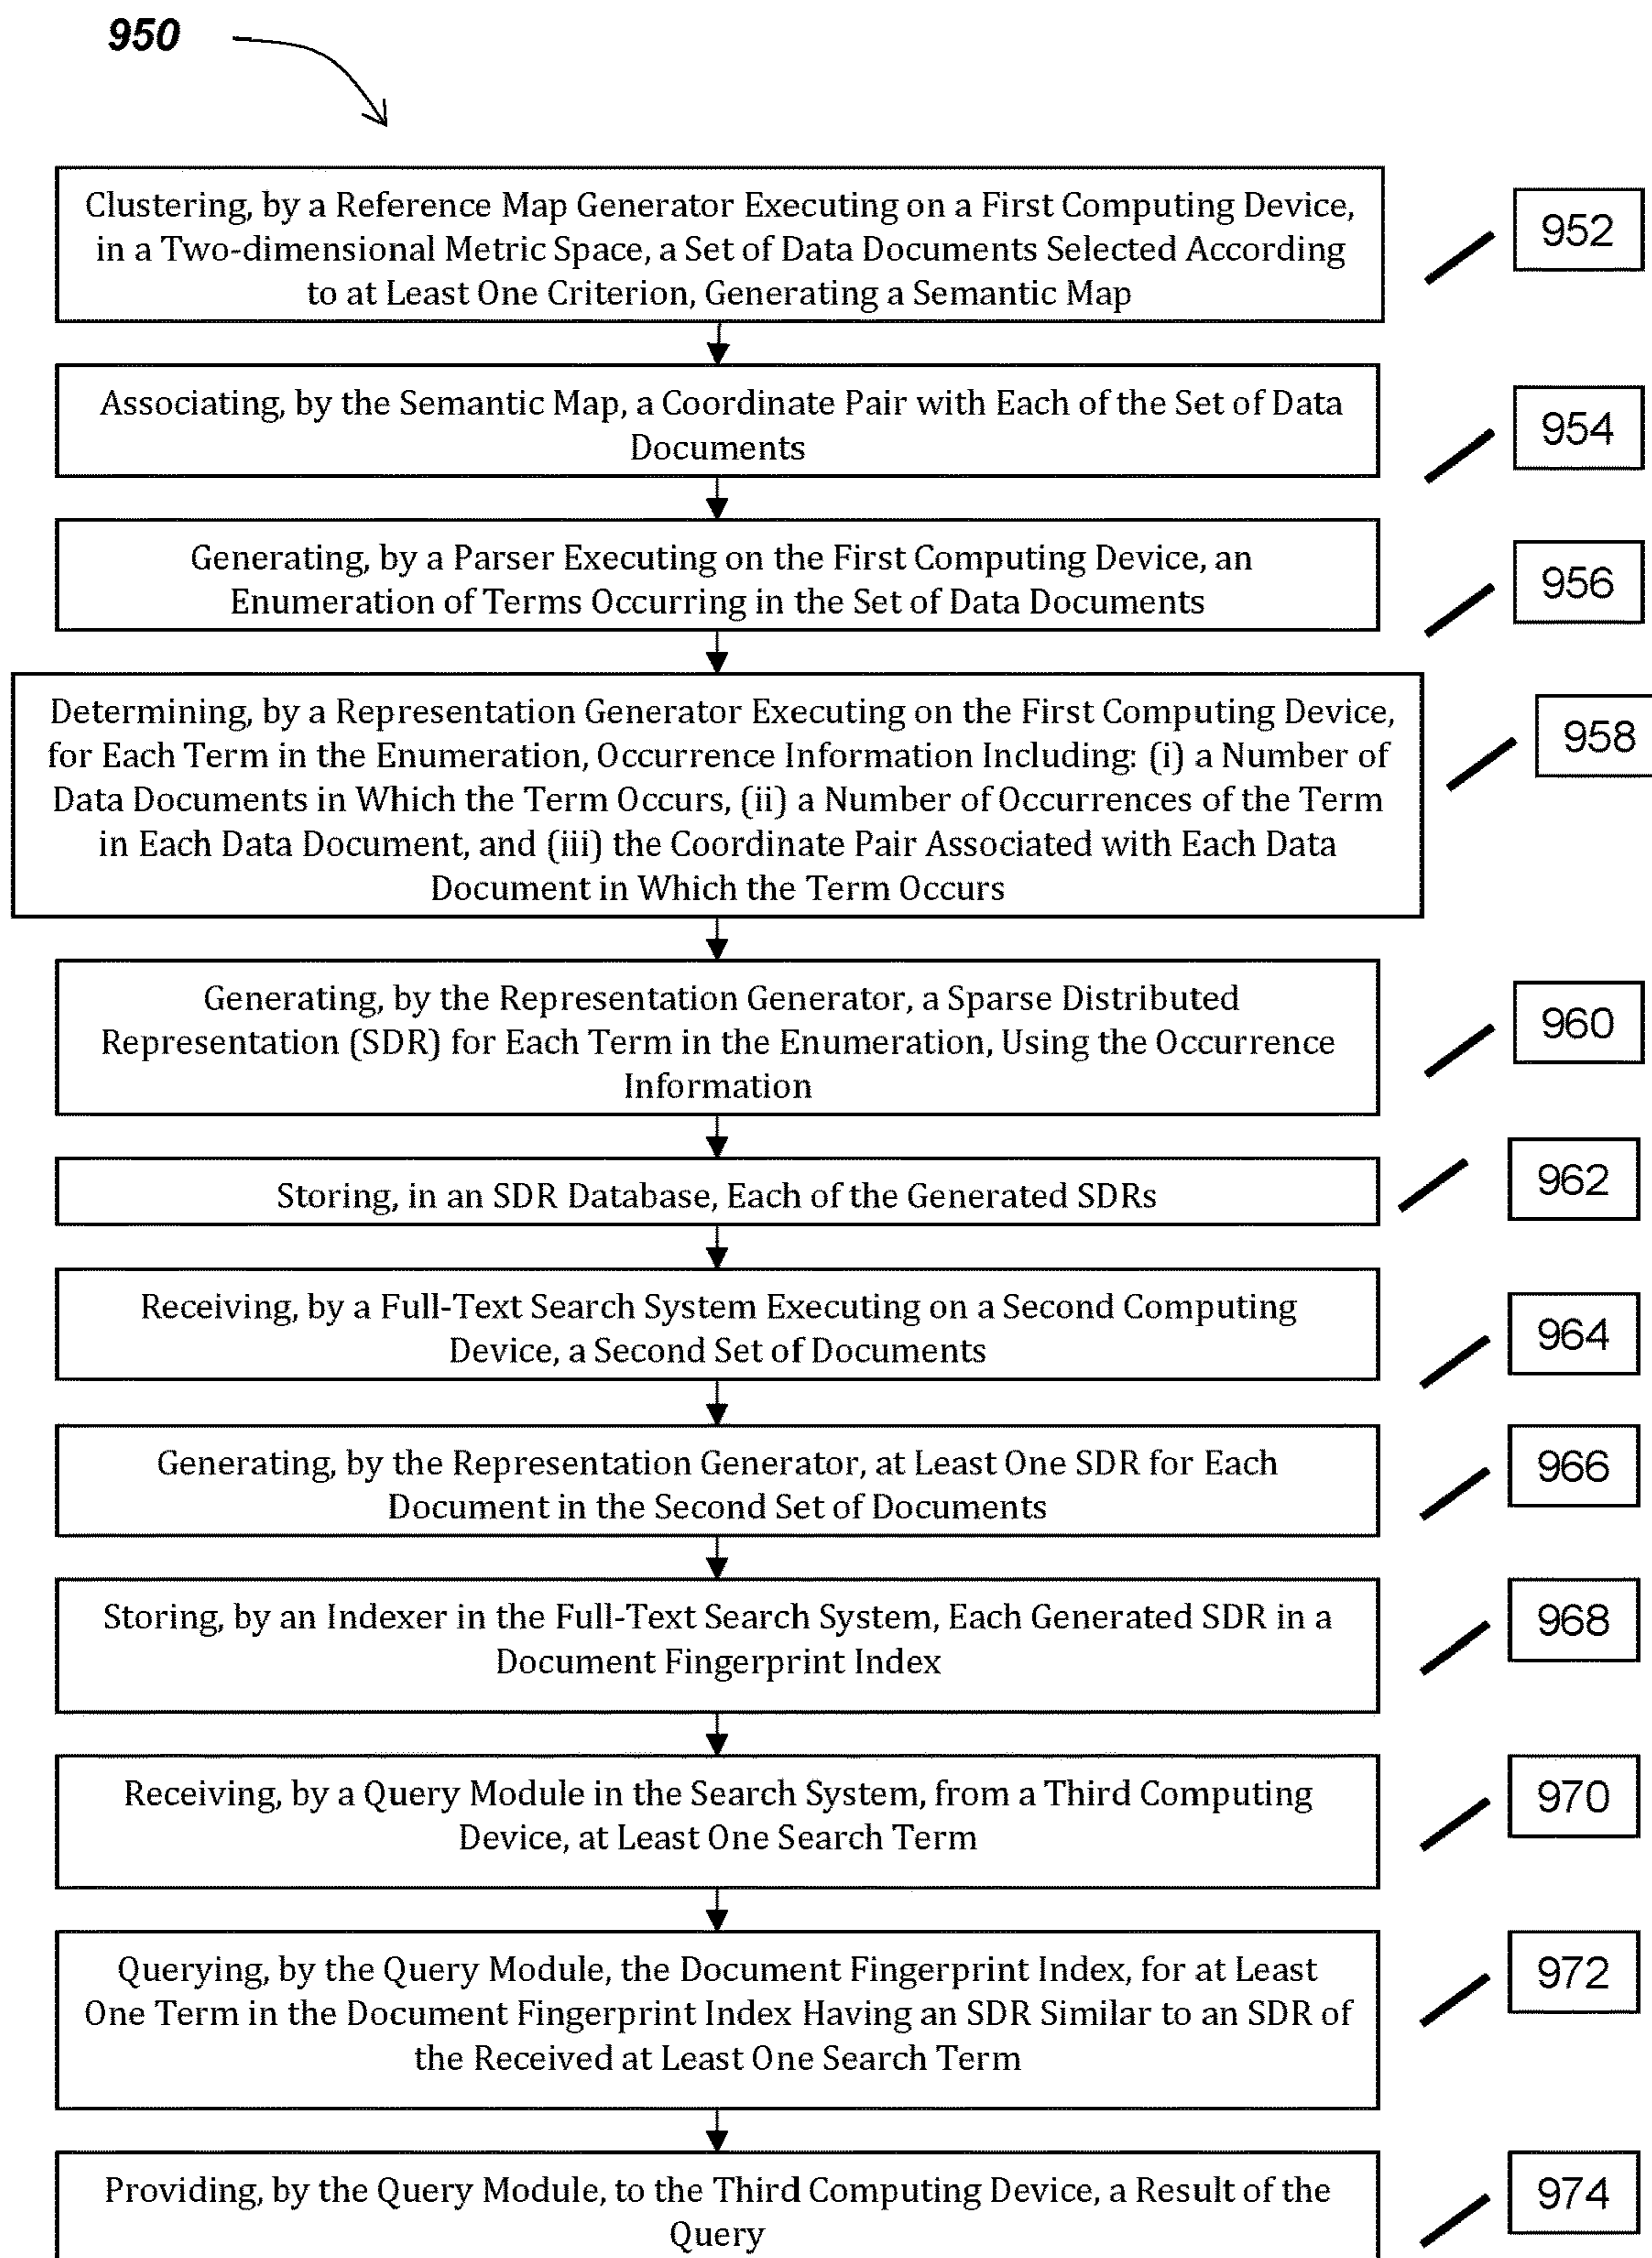 950
Clustering, by a Reference Map Generator Executing on a First Computing Device,
in a Two-dimensional Metric Space, a Set of Data Documents Selected According
to at Least One Criterion, Generating a Semantic Map
952
Associating, by the Semantic Map, a Coordinate Pair with Each of the Set of Data
Documents
954
Generating, by a Parser Executing on the First Computing Device, an
Enumeration of Terms Occurring in the Set of Data Documents
956
Determining, by a Representation Generator Executing on the First Computing Device,
for Each Term in the Enumeration, Occurrence Information Including: (i) a Number of
Data Documents in Which the Term Occurs, (ii) a Number of Occurrences of the Term
in Each Data Document, and (iii) the Coordinate Pair Associated with Each Data
Document in Which the Term Occurs
958
Generating, by the Representation Generator, a Sparse Distributed
Representation (SDR) for Each Term in the Enumeration, Using the Occurrence
Information
960
Storing, in an SDR Database, Each of the Generated SDRs
962
Receiving, by a Full-Text Search System Executing on a Second Computing
Device, a Second Set of Documents
964
Generating, by the Representation Generator, at Least One SDR for Each
Document in the Second Set of Documents
966
Storing, by an Indexer in the Full-Text Search System, Each Generated SDR in a
Document Fingerprint Index
968
Receiving, by a Query Module in the Search System, from a Third Computing
Device, at Least One Search Term
970
Querying, by the Query Module, the Document Fingerprint Index, for at Least
One Term in the Document Fingerprint Index Having an SDR Similar to an SDR of
the Received at Least One Search Term
972
Providing, by the Query Module, to the Third Computing Device, a Result of the
Query
974